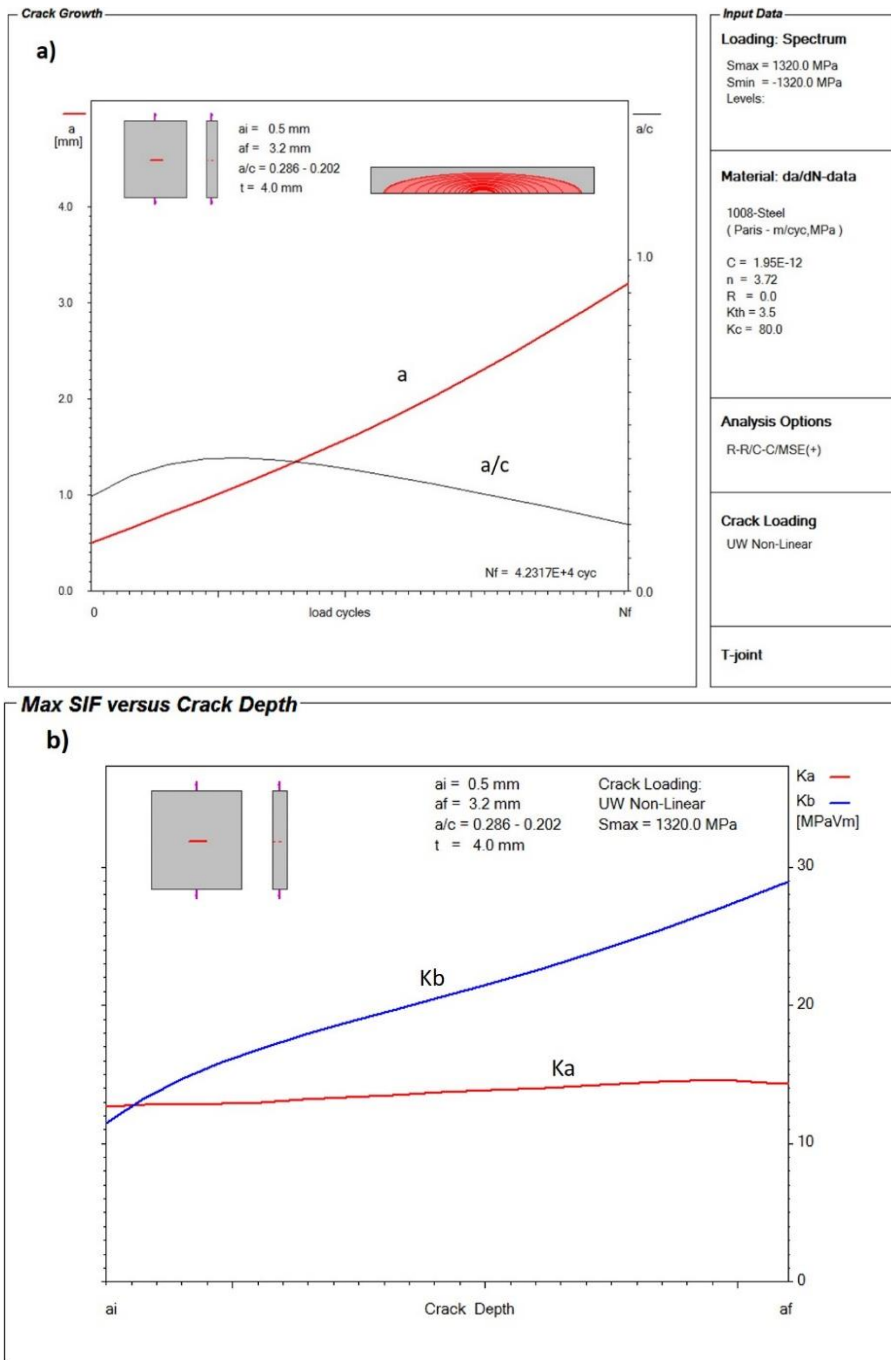 Crack Growth
a)
a
[mm]
ai = 0.5 mm
af = 3.2 mm
a/c = 0.286 - 0.202
t = 4.0 mm
a/c
4.0
3.0
2.0
1.0
0.0
1.0
0.0
a
a/c
Nf = 4.2317E+4 cyc
0
load cycles
Nf
Input Data
Loading: Spectrum
Smax = 1320.0 MPa
Smin = -1320.0 MPa
Levels:
Material: da/dN-data
1008-Steel
( Paris - m/cyc,MPa )
C = 1.95E-12
n = 3.72
R = 0.0
Kth = 3.5
Kc = 80.0
Analysis Options
R-R/C-C/MSE(+)
Crack Loading
UW Non-Linear
T-joint
Max SIF versus Crack Depth
b)
ai = 0.5 mm
af = 3.2 mm
a/c = 0.286 - 0.202
t = 4.0 mm
Crack Loading:
UW Non-Linear
Smax = 1320.0 MPa
Ka
Kb
[MPaVm]
30
20
10
0
Kb
Ka
ai
Crack Depth
af